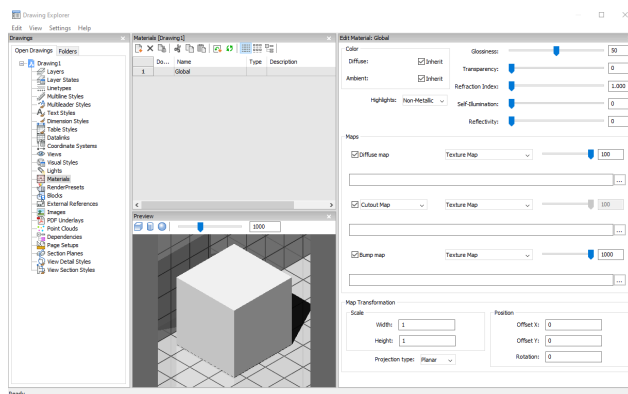 Drawing Explorer
Edit View Settings Help
Drawings
Open Drawings Folders
Drawing1
Layers
Layer States
Linetypes
Multiline Styles
Multileader Styles
Text Styles
Dimension Styles
Table Styles
Datalinks
Coordinate Systems
Views
Visual Styles
Lights
Materials
RenderPresets
Blocks
External References
Images
PDF Underlays
Point Clouds
Dependencies
Page Setups
Section Planes
View Detail Styles
View Section Styles
Materials [Drawing1]
Do... Name Type Description
1 Global
Preview
1000
Edit Material: Global
Color
Diffuse: Inherit
Ambient: Inherit
Highlights: Non-Metallic
Glossiness: 50
Transparency: 0
Refraction Index: 1.000
Self-Illumination: 0
Reflectivity: 0
Maps
Diffuse map Texture Map 100
...
Cutout Map Texture Map 100
...
Bump map Texture Map 1000
...
Map Transformation
Scale
Width: 1
Height: 1
Projection type: Planar
Position
Offset X: 0
Offset Y: 0
Rotation: 0
Ready